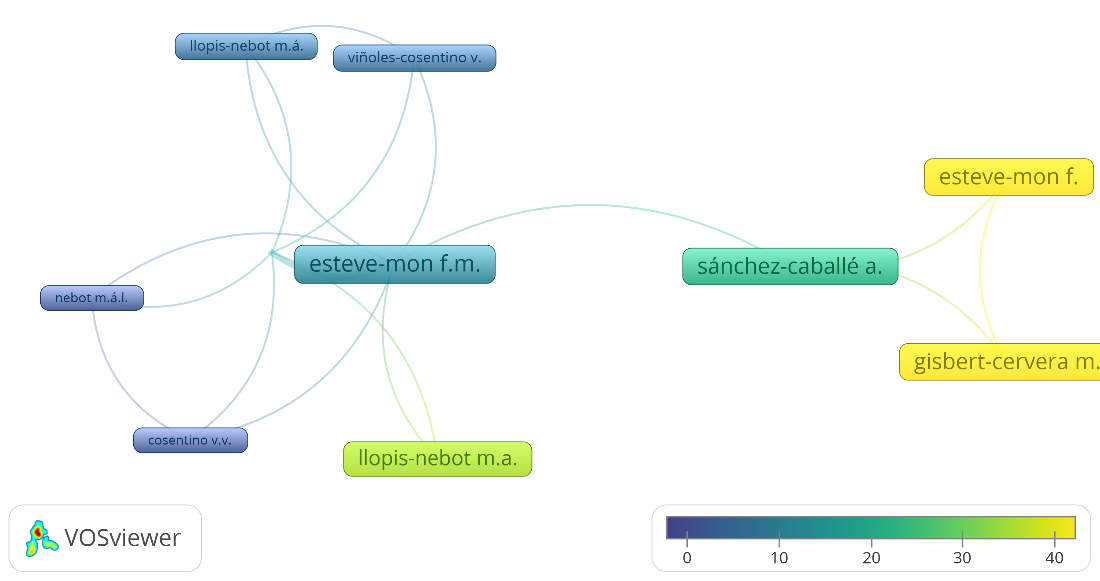 llopis-nebot m.á.
viñoles-cosentino v.
esteve-mon f.
esteve-mon f.m.
sánchez-caballé a.
nebot m.á.l.
gisbert-cervera m.
cosentino v.v.
llopis-nebot m.a.
VOSviewer
0 10 20 30 40